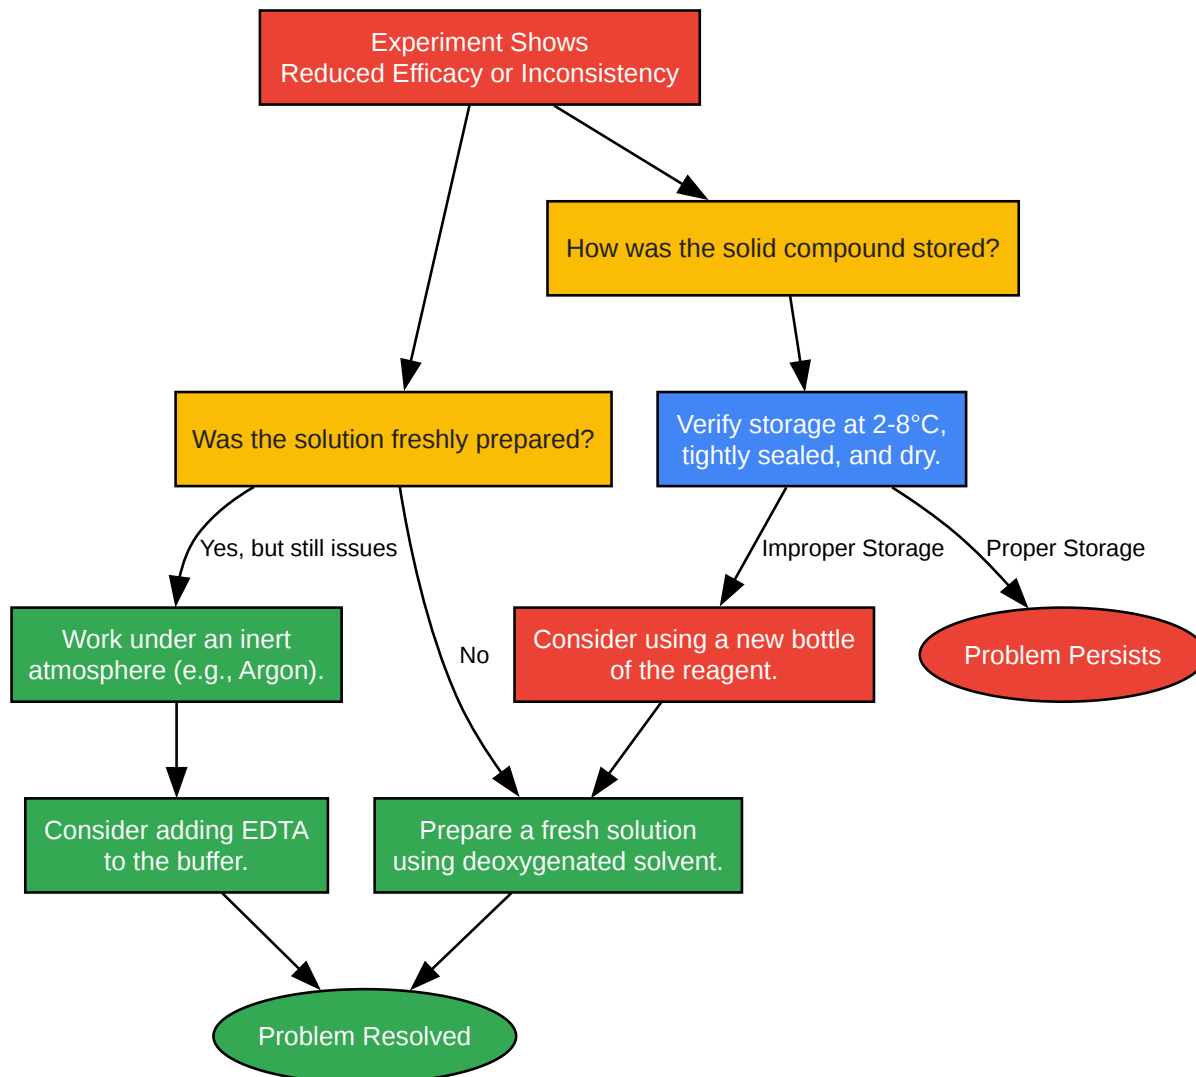 Experiment Shows
Reduced Efficacy or Inconsistency
How was the solid compound stored?
Was the solution freshly prepared?
Verify storage at 2-8°C,
tightly sealed, and dry.
Yes, but still issues
Improper Storage
Proper Storage
Work under an inert
atmosphere (e.g., Argon).
No
Consider using a new bottle
of the reagent.
Problem Persists
Consider adding EDTA
to the buffer.
Prepare a fresh solution
using deoxygenated solvent.
Problem Resolved